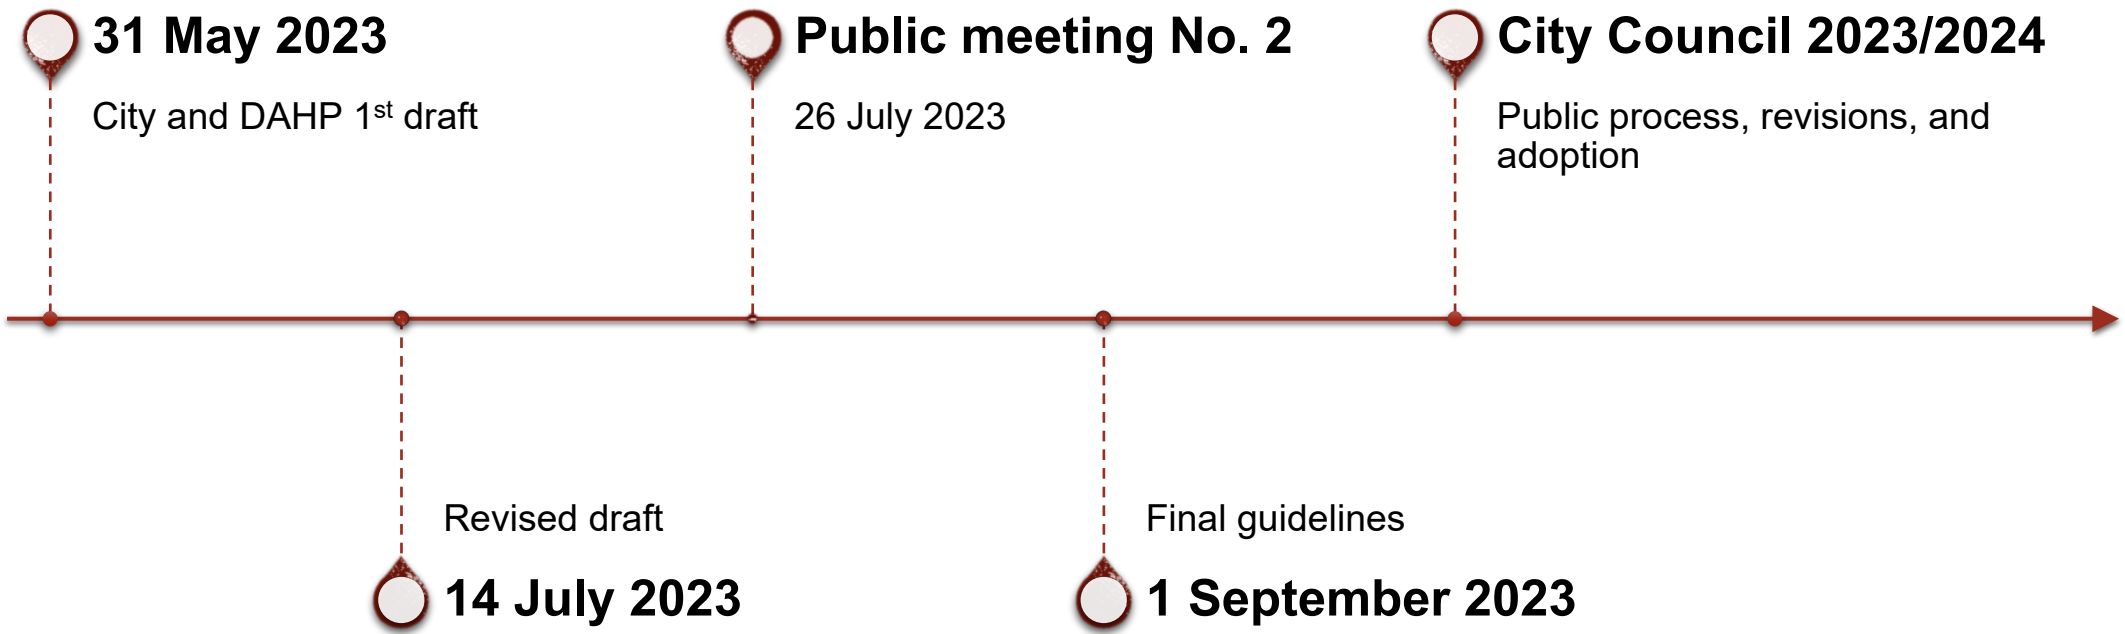 31 May 2023
City and DAHP 1st draft
Public meeting No. 2
26 July 2023
City Council 2023/2024
Public process, revisions, and
adoption
Revised draft
14 July 2023
Final guidelines
1 September 2023